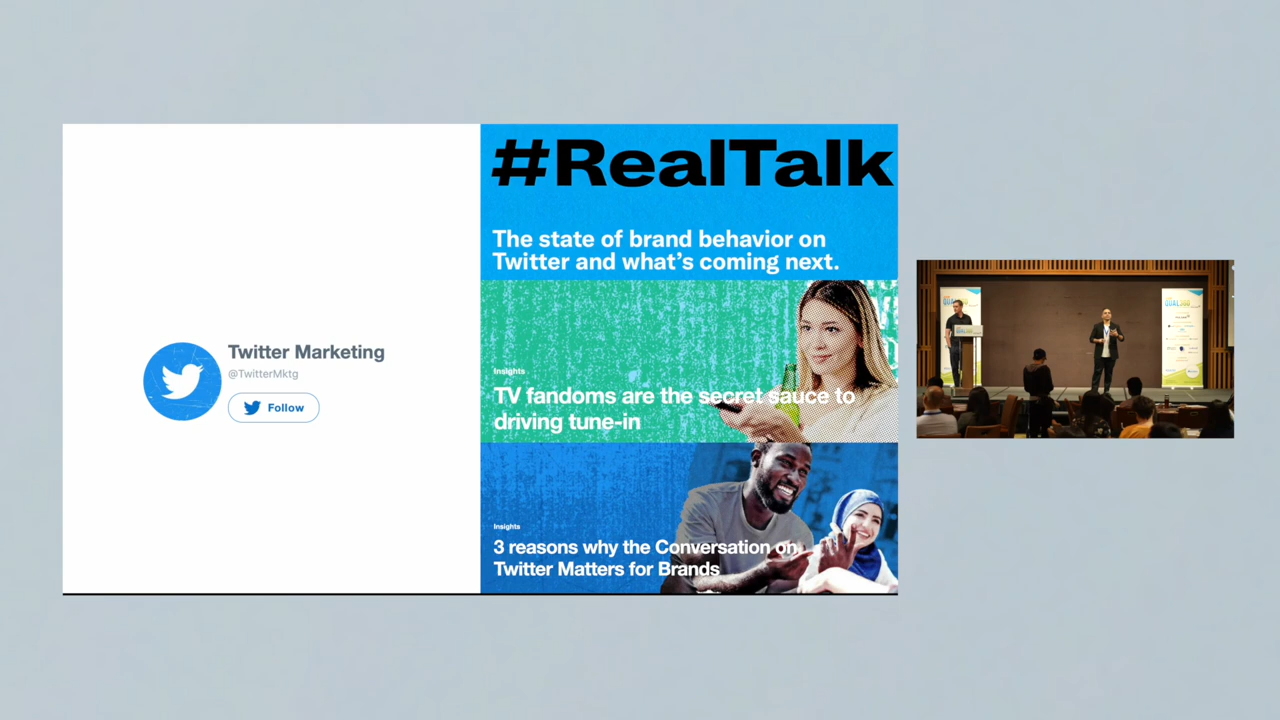 Twitter Marketing
@TwitterMktg
Follow
#RealTalk
The state of brand behavior on
Twitter and what's coming next.
Insights
TV fandoms are the secret sauce to
driving tune-in
Insights
3 reasons why the Conversation on
Twitter Matters for Brands
QUAL360
QUAL360